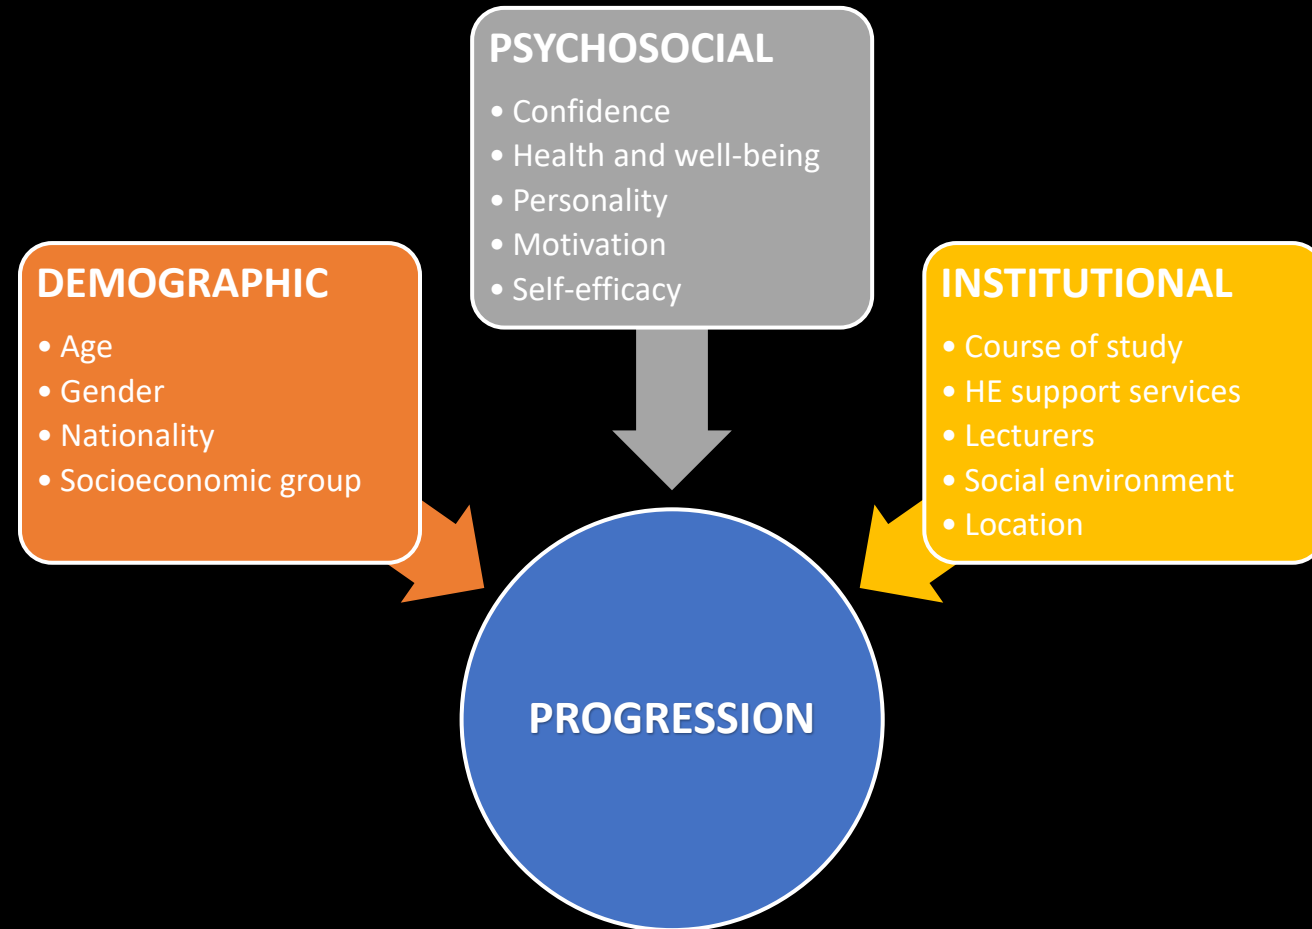 PSYCHOSOCIAL
• Confidence
• Health and well-being
• Personality
• Motivation
• Self-efficacy
DEMOGRAPHIC
• Age
• Gender
• Nationality
• Socioeconomic group
INSTITUTIONAL
• Course of study
• HE support services
• Lecturers
• Social environment
• Location
PROGRESSION